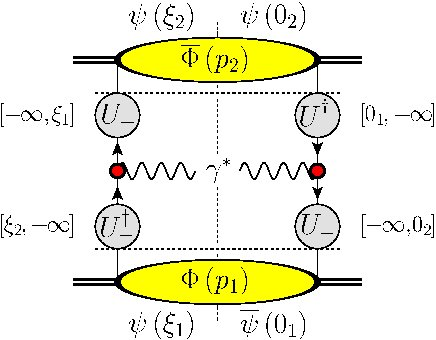 ψ (ξ₂) ψ (0₂)
Φ̅ (p₂)
[−∞,ξ₁] U₋ U† [0₁, −∞]
γ*
[ξ₂, −∞] U₋† U₋ [−∞,0₂]
Φ (p₁)
ψ (ξ₁) ψ̅ (0₁)